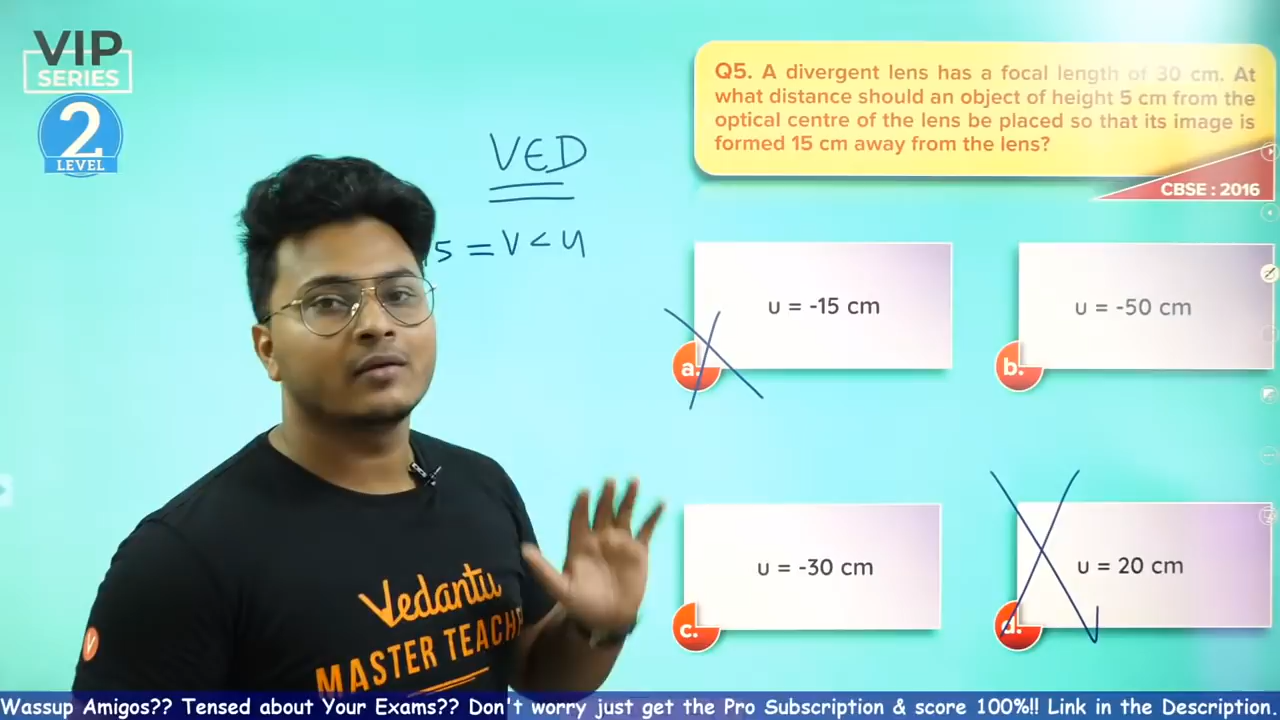 VIP
SERIES
2
LEVEL
Q5. A divergent lens has a focal length of 30 cm. At
what distance should an object of height 5 cm from the
optical centre of the lens be placed so that its image is
formed 15 cm away from the lens?
CBSE : 2016
VED
5 = V < u
u = -15 cm
a.
u = -50 cm
b.
u = -30 cm
c.
u = 20 cm
d.
Vedantu
MASTER TEACHE
V
Wassup Amigos?? Tensed about Your Exams?? Don't worry just get the Pro Subscription & score 100%!! Link in the Description.